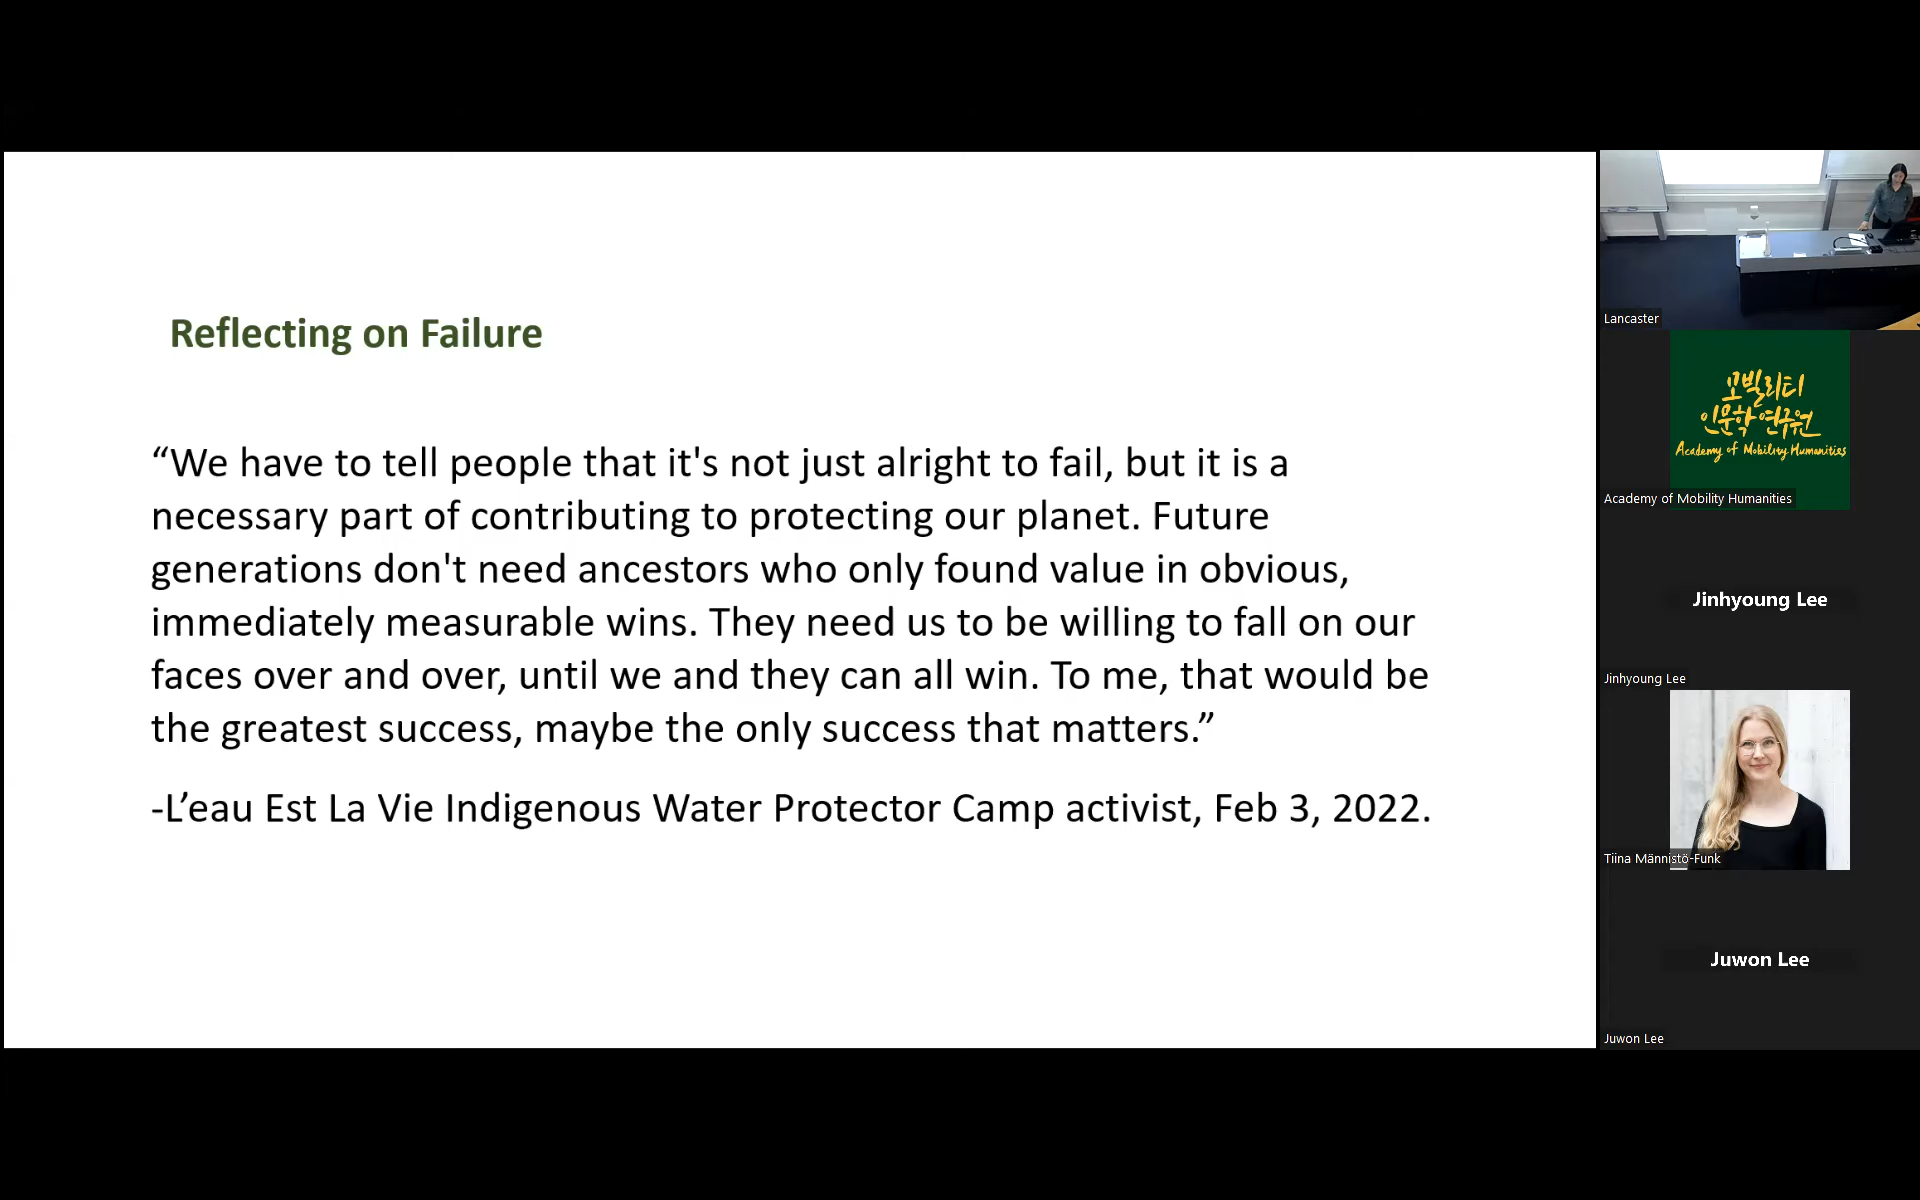 Reflecting on Failure
“We have to tell people that it's not just alright to fail, but it is a
necessary part of contributing to protecting our planet. Future
generations don't need ancestors who only found value in obvious,
immediately measurable wins. They need us to be willing to fall on our
faces over and over, until we and they can all win. To me, that would be
the greatest success, maybe the only success that matters.”
-L’eau Est La Vie Indigenous Water Protector Camp activist, Feb 3, 2022.
Lancaster
모빌리티
인문학 연구원
Academy of Mobility Humanities
Academy of Mobility Humanities
Jinhyoung Lee
Jinhyoung Lee
Tiina Männistö-Funk
Juwon Lee
Juwon Lee